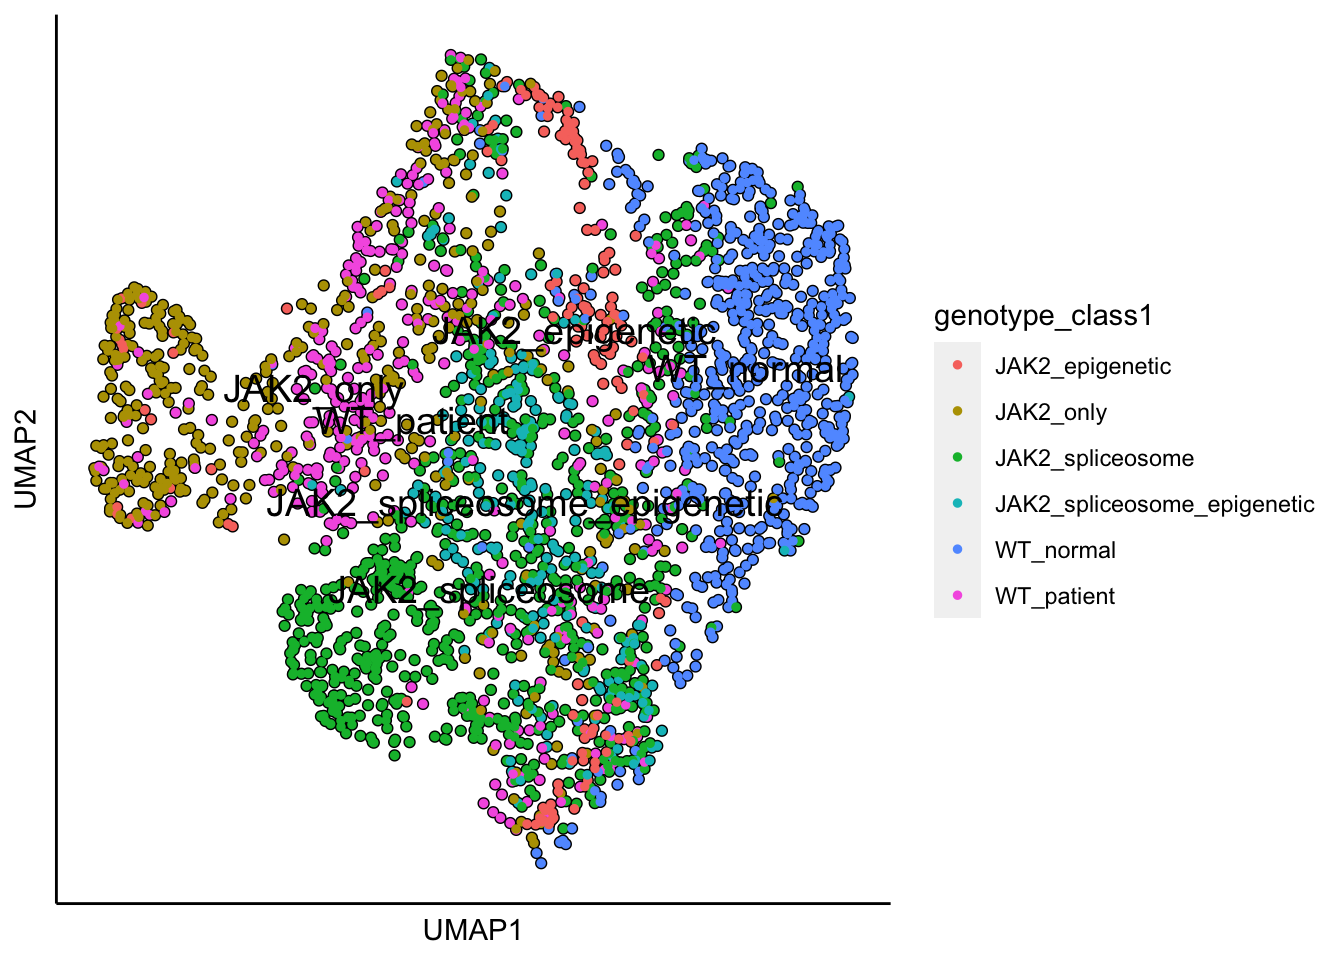 JAK2_epigenetic
WT_normal
JAK2_only
WT_patient
JAK2_spliceosome_epigenetic
JAK2_spliceosome
UMAP2
UMAP1
genotype_class1
JAK2_epigenetic
JAK2_only
JAK2_spliceosome
JAK2_spliceosome_epigenetic
WT_normal
WT_patient